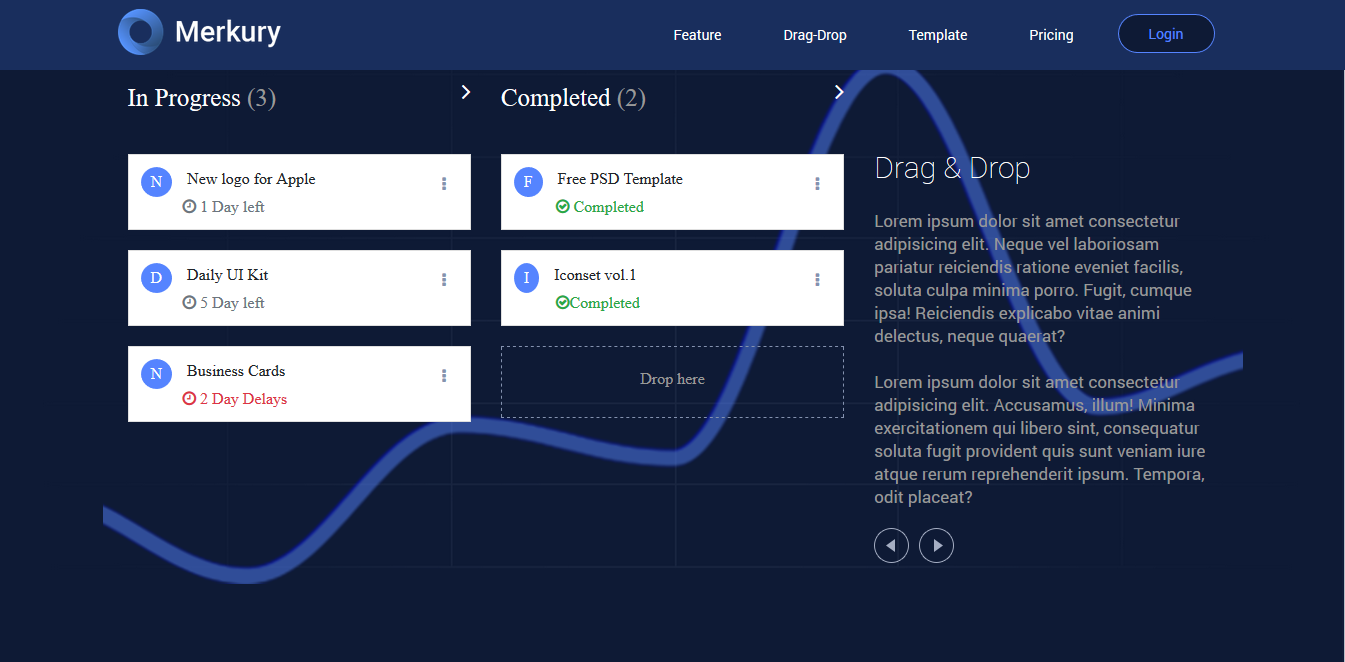 Merkury
Feature
Drag-Drop
Template
Pricing
Login
In Progress (3)
N
New logo for Apple
1 Day left
D
Daily UI Kit
5 Day left
N
Business Cards
2 Day Delays
Completed (2)
F
Free PSD Template
Completed
I
Iconset vol.1
Completed
Drop here
Drag & Drop
Lorem ipsum dolor sit amet consectetur
adipisicing elit. Neque vel laboriosam
pariatur reiciendis ratione eveniet facilis,
soluta culpa minima porro. Fugit, cumque
ipsa! Reiciendis explicabo vitae animi
delectus, neque quaerat?
Lorem ipsum dolor sit amet consectetur
adipisicing elit. Accusamus, illum! Minima
exercitationem qui libero sint, consequatur
soluta fugit provident quis sunt veniam iure
atque rerum reprehenderit ipsum. Tempora,
odit placeat?